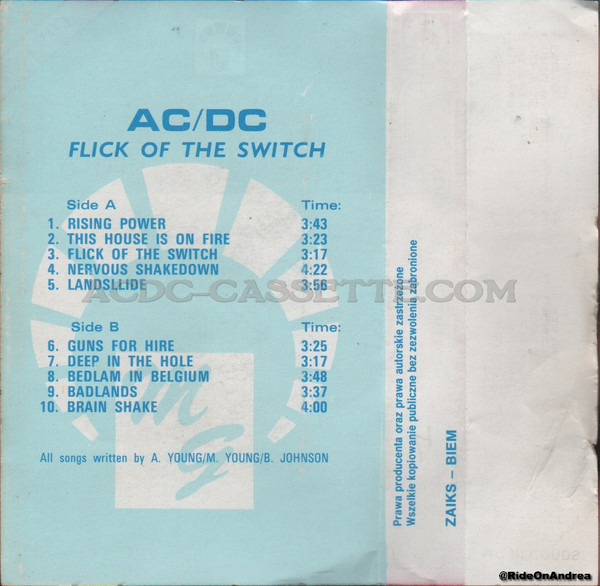 AC/DC
FLICK OF THE SWITCH
Side A Time:
1. RISING POWER 3:43
2. THIS HOUSE IS ON FIRE 3:23
3. FLICK OF THE SWITCH 3:17
4. NERVOUS SHAKEDOWN 4:22
5. LANDSLLIDE 3:56
ACDC-CASSETTE.COM
Side B Time:
6. GUNS FOR HIRE 3:25
7. DEEP IN THE HOLE 3:17
8. BEDLAM IN BELGIUM 3:48
9. BADLANDS 3:37
10. BRAIN SHAKE 4:00
mg
All songs written by A. YOUNG/M. YOUNG/B. JOHNSON
Prawa producenta oraz prawa autorskie zastrzeżone
Wszelkie kopiowanie publiczne bez zezwolenia zabronione
ZAIKS – BIEM
@RideOnAndrea